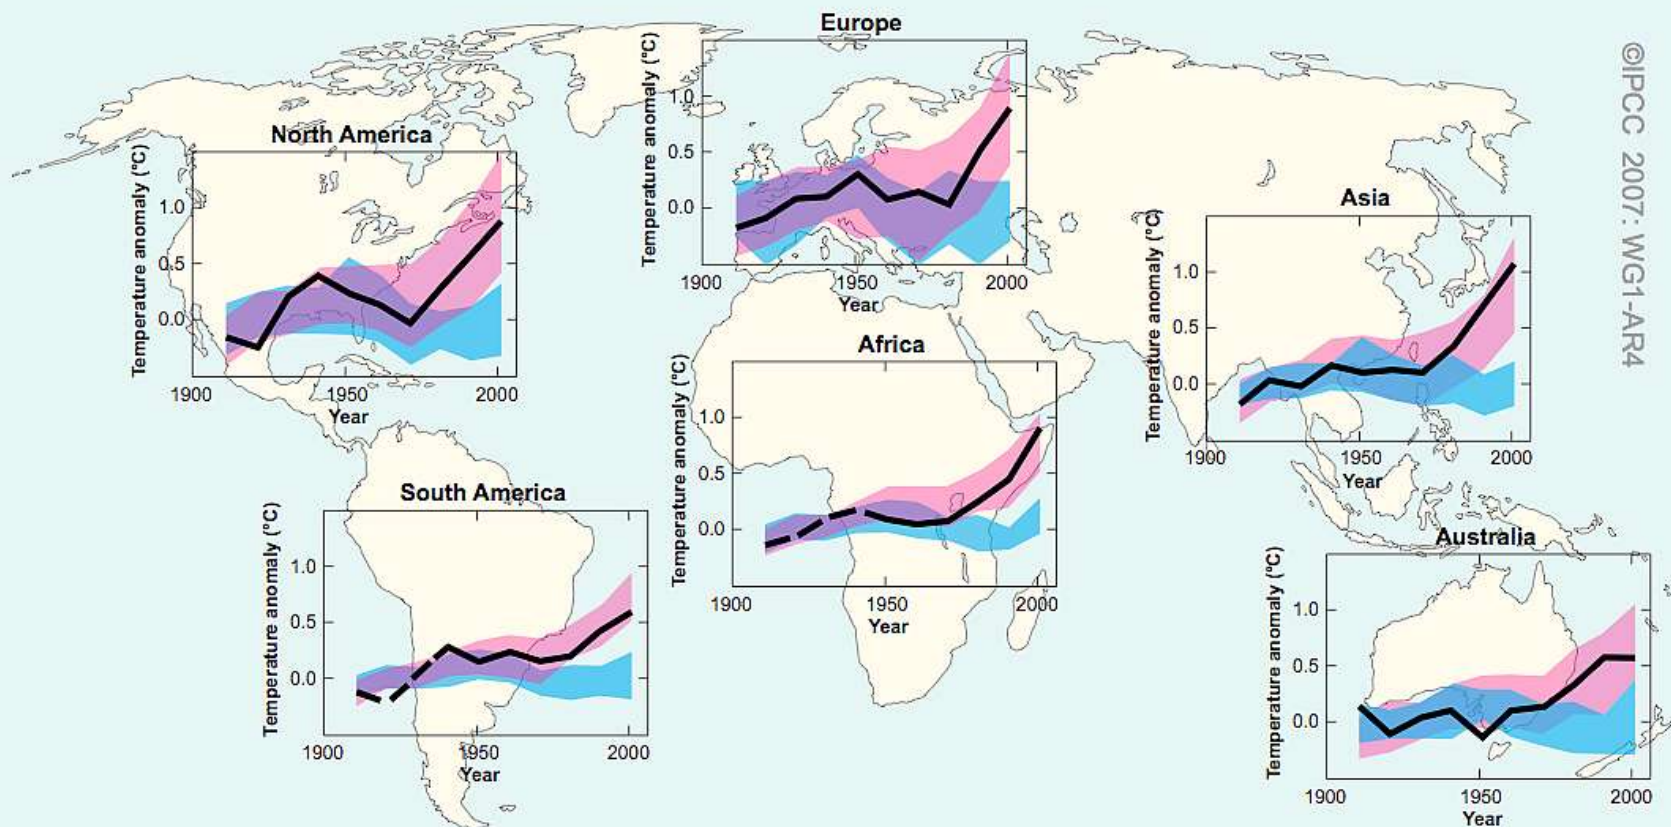 Europe
Temperature anomaly (°C)
1.0
0.5
0.0
1900
1950
2000
Year
North America
Temperature anomaly (°C)
1.0
0.5
0.0
1900
1950
2000
Year
Asia
Temperature anomaly (°C)
1.0
0.5
0.0
1900
1950
2000
Year
Africa
Temperature anomaly (°C)
1.0
0.5
0.0
1900
1950
2000
Year
South America
Temperature anomaly (°C)
1.0
0.5
0.0
1900
1950
2000
Year
Australia
Temperature anomaly (°C)
1.0
0.5
0.0
1900
1950
2000
Year
©IPCC 2007: WG1-AR4